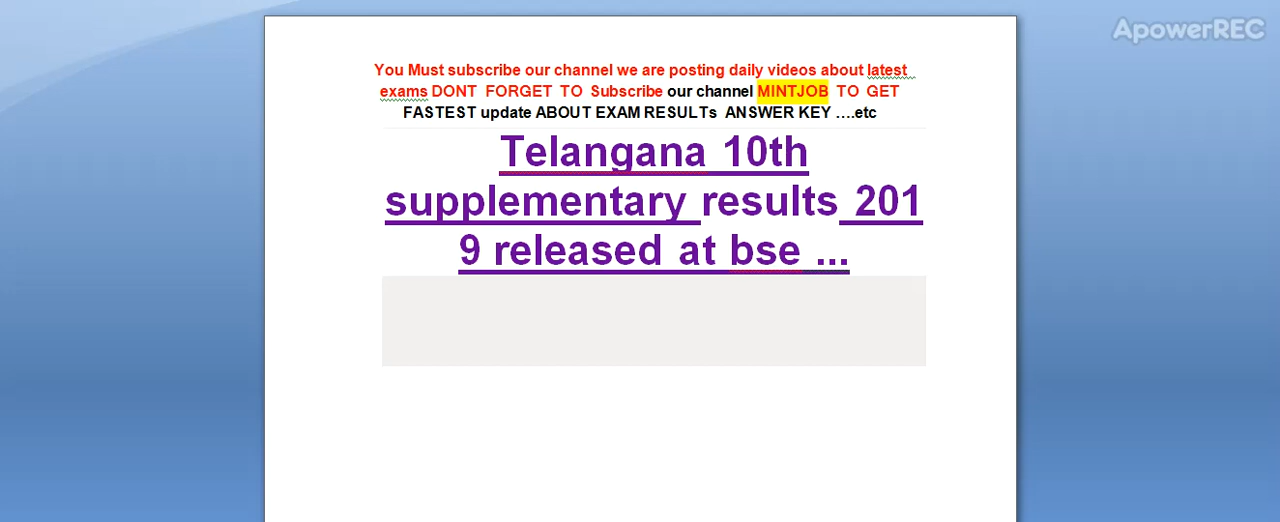 ApowerREC
You Must subscribe our channel we are posting daily videos about latest
exams DONT FORGET TO Subscribe our channel MINTJOB TO GET
FASTEST update ABOUT EXAM RESULTs ANSWER KEY ….etc
Telangana 10th
supplementary results 201
9 released at bse ...